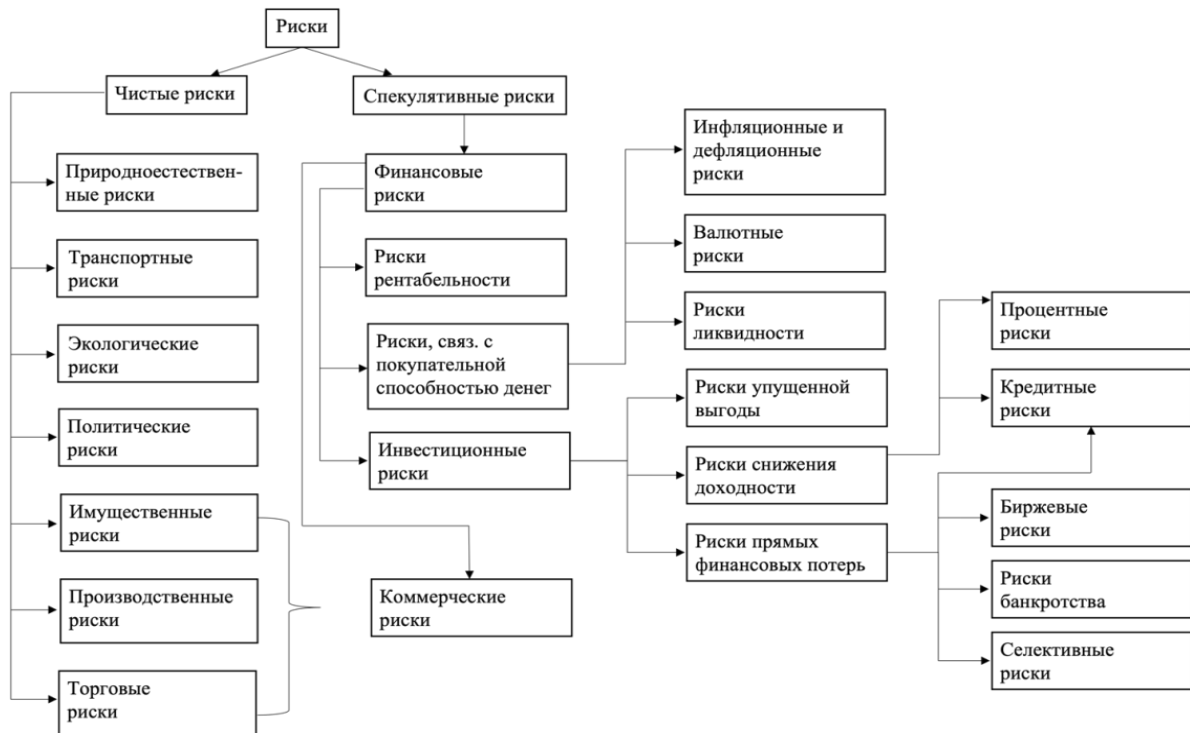 Риски
Чистые риски
Спекулятивные риски
Природноестествен-
ные риски
Транспортные
риски
Экологические
риски
Политические
риски
Имущественные
риски
Производственные
риски
Торговые
риски
Финансовые
риски
Риски
рентабельности
Риски, связ. с
покупательной
способностью денег
Инвестиционные
риски
Коммерческие
риски
Инфляционные и
дефляционные
риски
Валютные
риски
Риски
ликвидности
Риски упущенной
выгоды
Риски снижения
доходности
Риски прямых
финансовых потерь
Процентные
риски
Кредитные
риски
Биржевые
риски
Риски
банкротства
Селективные
риски